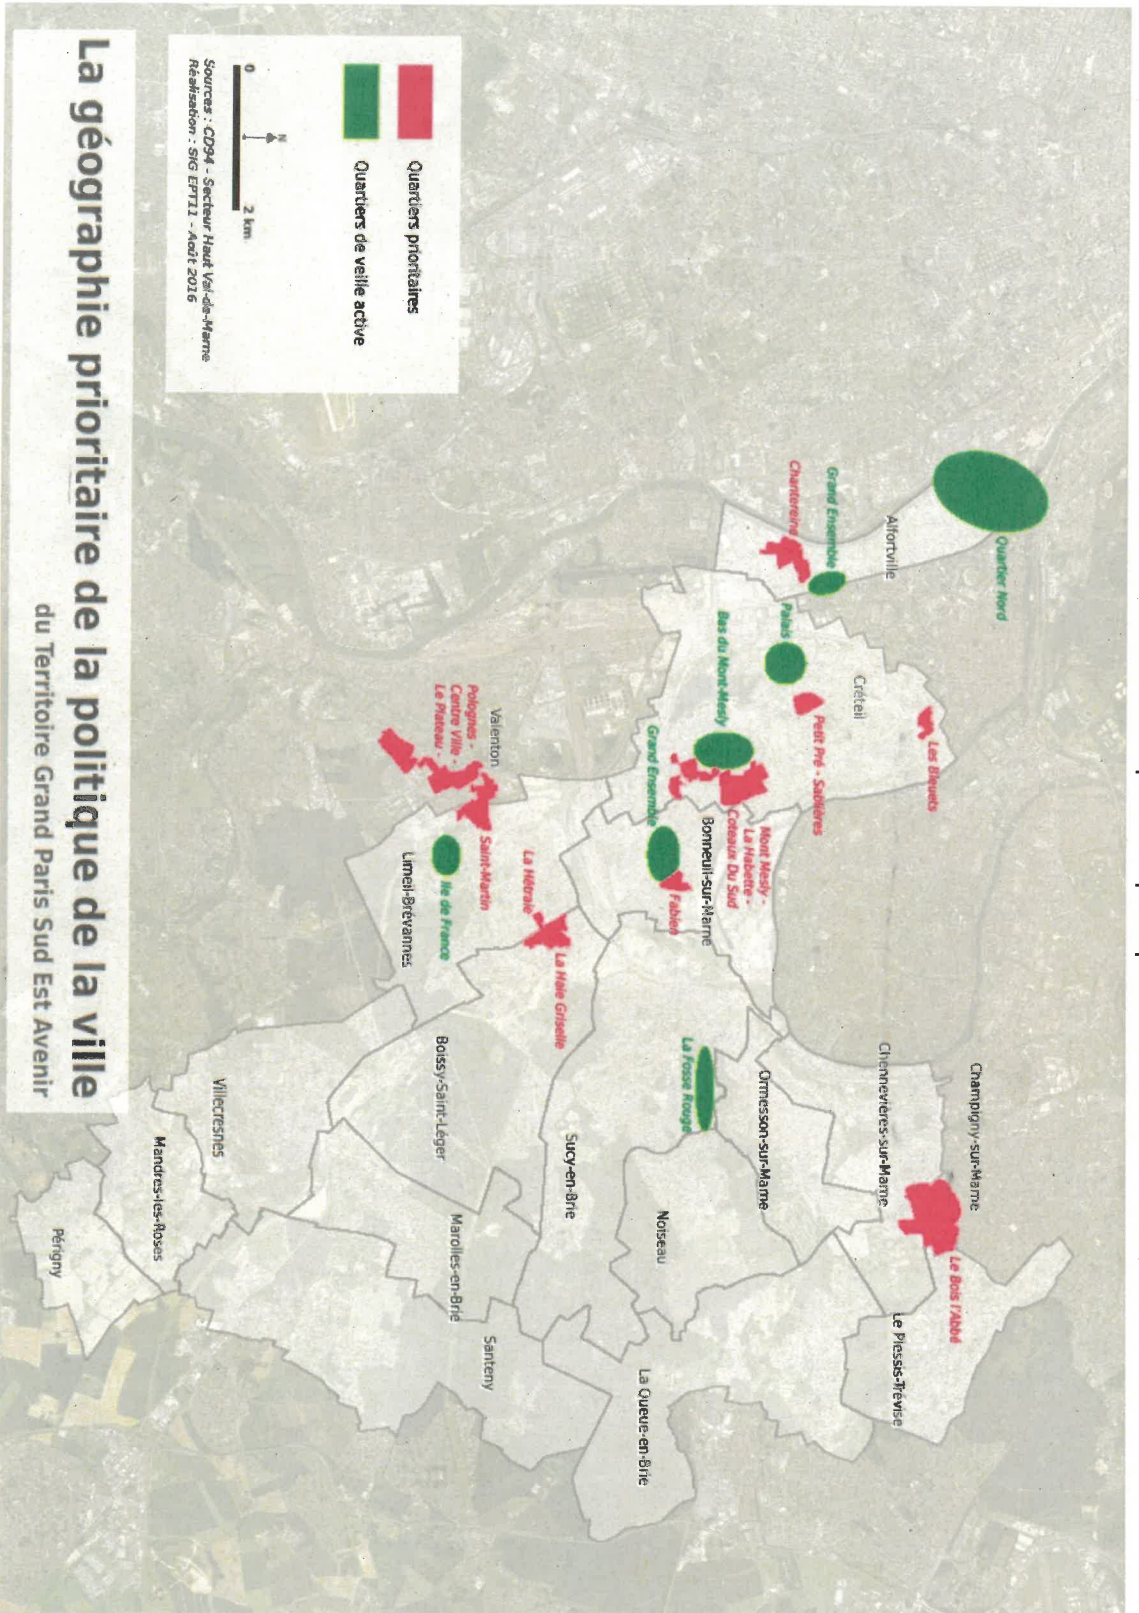 La géographie prioritaire de la politique de la ville
du Territoire Grand Paris Sud Est Avenir
Quartiers prioritaires
Quartiers de veille active
N
0 2 km
Sources : CD94 - Secteur Haut Val-de-Marne
Réalisation : SIG EPT11 - Août 2016
Quartier Nord
Alfortville
Grand Ensemble
Chantereine
Les Bleuets
Créteil
Palais
Petit Pré - Sablières
Bas du Mont-Mesly
Mont Mesly -
La Habette -
Coteaux Du Sud
Grand Ensemble
Bonneuil-sur-Marne
Fabien
Valenton
Polognes -
Centre Ville -
Le Plateau -
Saint-Martin
La Hêtraie
La Haie Griselle
Ile de France
Limeil-Brévannes
Champigny-sur-Marne
Chennevières-sur-Marne
Le Bois l'Abbé
Le Plessis-Trévise
Ormesson-sur-Marne
La Fosse Rouge
Noiseau
La Queue-en-Brie
Sucy-en-Brie
Boissy-Saint-Léger
Marolles-en-Brie
Santeny
Villecresnes
Mandres-les-Roses
Périgny